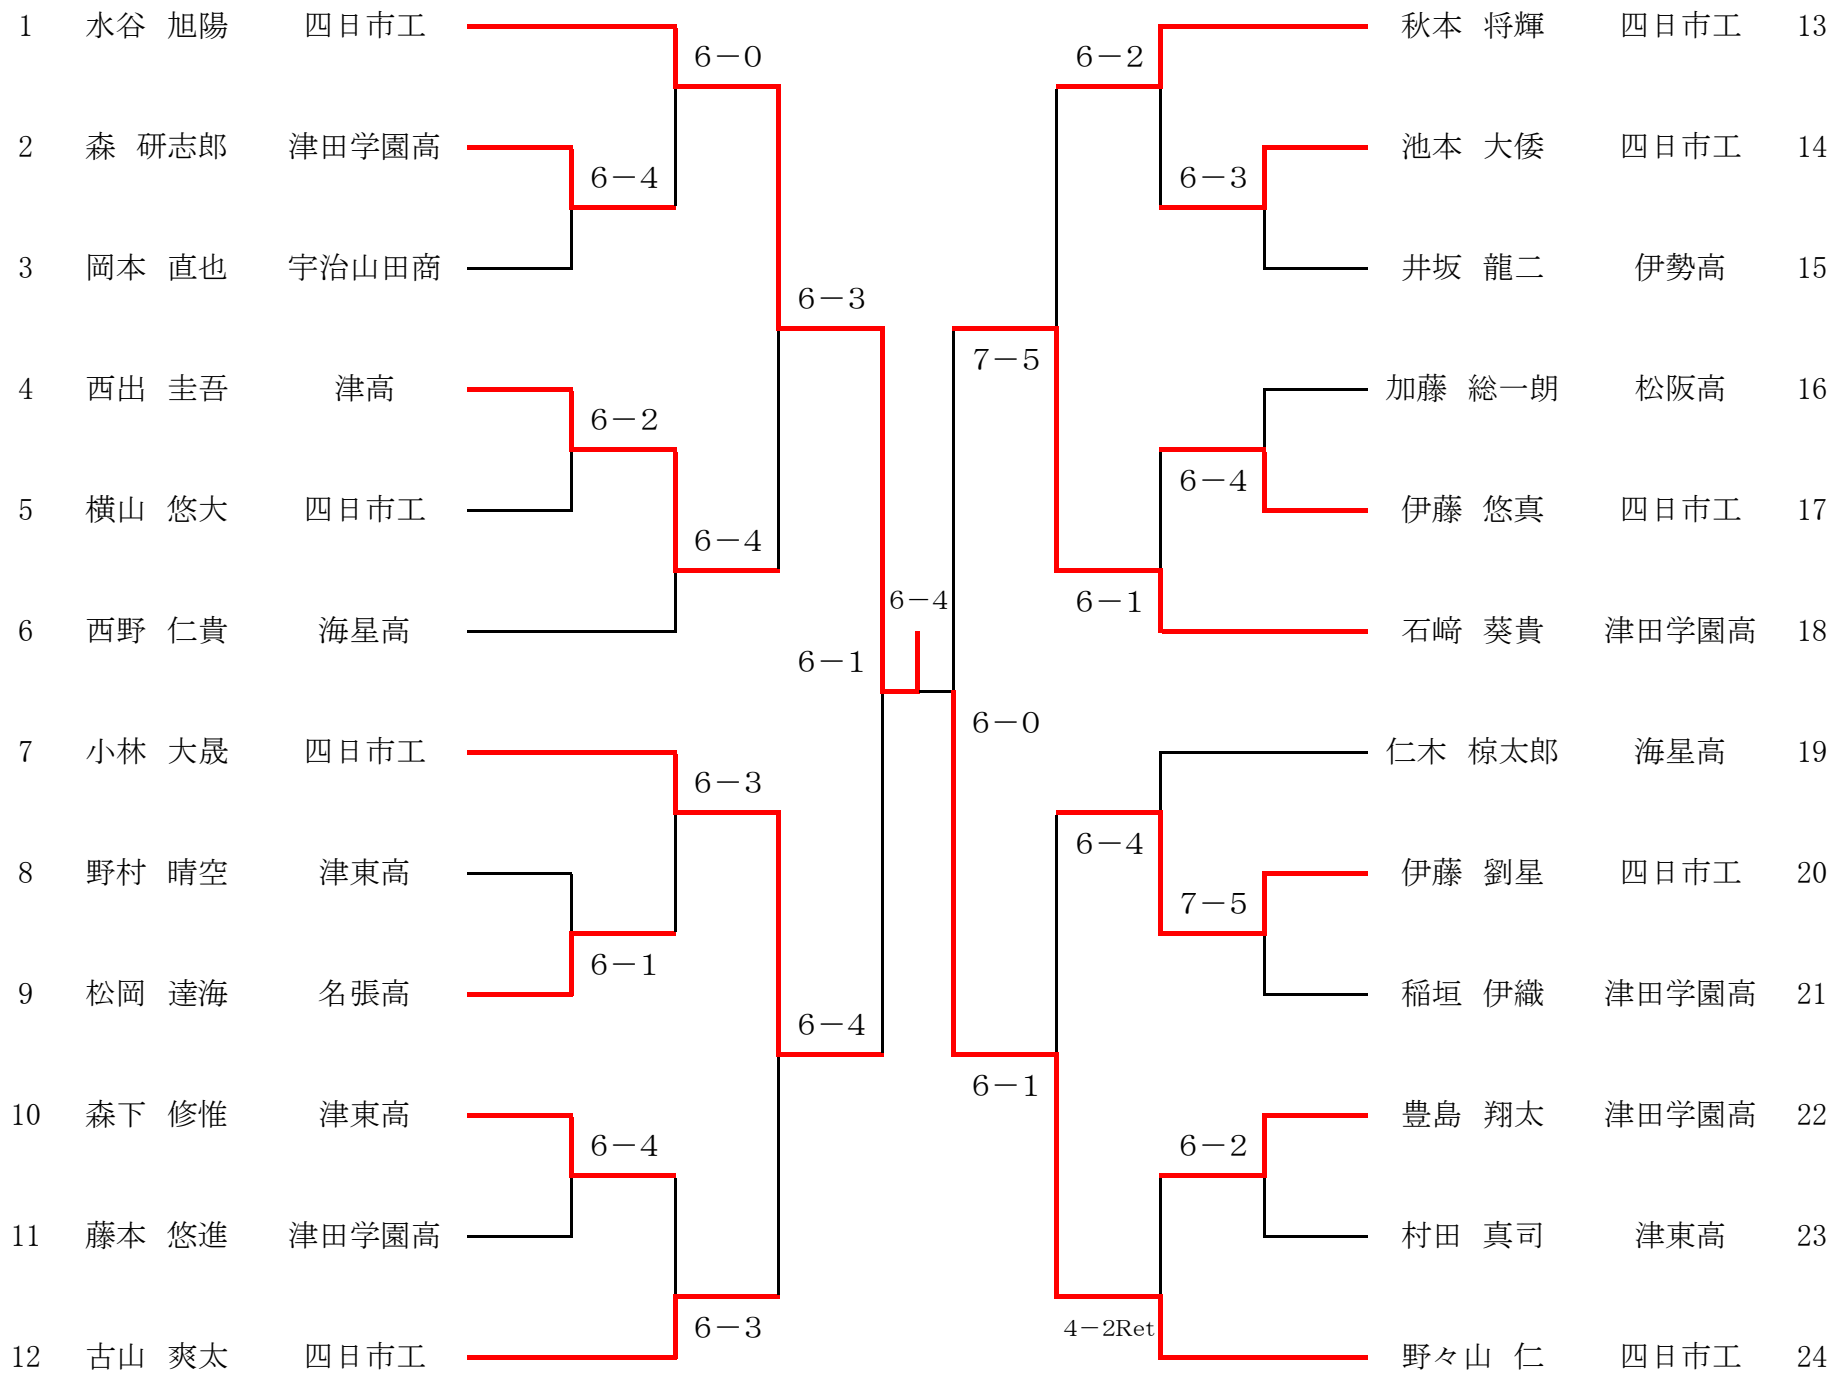 1 水谷 旭陽 四日市工
6-0
2 森 研志郎 津田学園高
6-4
3 岡本 直也 宇治山田商
6-3
4 西出 圭吾 津高
6-2
5 横山 悠大 四日市工
6-4
6 西野 仁貴 海星高
6-1
7 小林 大晟 四日市工
6-3
8 野村 晴空 津東高
6-1
9 松岡 達海 名張高
6-4
10 森下 修惟 津東高
6-4
11 藤本 悠進 津田学園高
6-3
12 古山 爽太 四日市工
6-4
秋本 将輝 四日市工 13
6-2
池本 大倭 四日市工 14
6-3
井坂 龍二 伊勢高 15
7-5
加藤 総一朗 松阪高 16
6-4
伊藤 悠真 四日市工 17
6-1
石﨑 葵貴 津田学園高 18
6-0
仁木 椋太郎 海星高 19
6-4
伊藤 劉星 四日市工 20
7-5
稲垣 伊織 津田学園高 21
6-1
豊島 翔太 津田学園高 22
6-2
村田 真司 津東高 23
4-2Ret
野々山 仁 四日市工 24